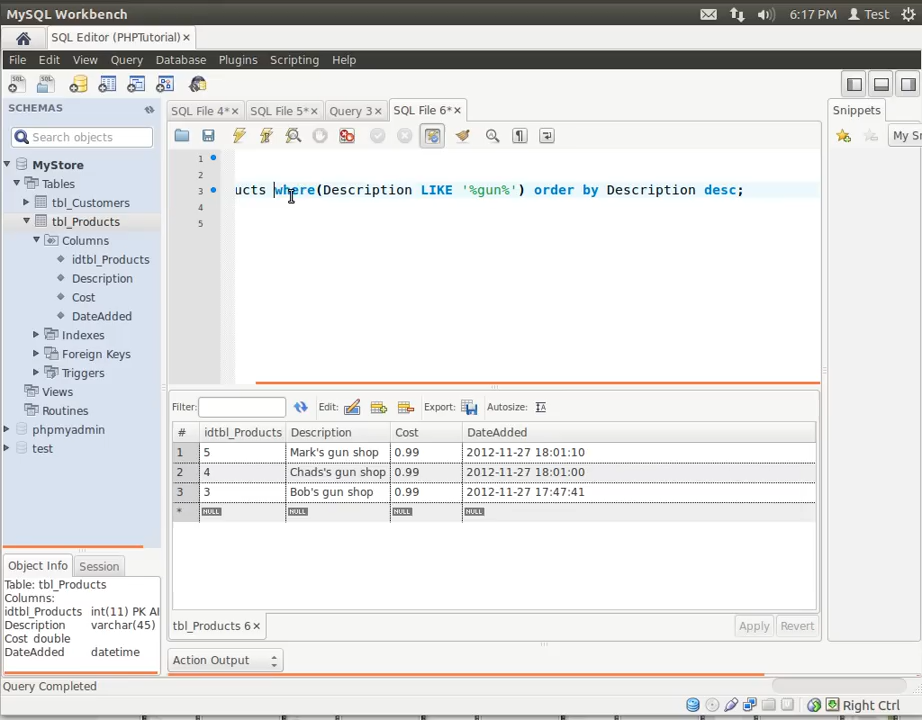 MySQL Workbench
6:17 PM
Test
SQL Editor (PHPTutorial) ×
File Edit View Query Database Plugins Scripting Help
SCHEMAS
Search objects
MyStore
Tables
tbl_Customers
tbl_Products
Columns
idtbl_Products
Description
Cost
DateAdded
Indexes
Foreign Keys
Triggers
Views
Routines
phpmyadmin
test
Object Info Session
Table: tbl_Products
Columns:
idtbl_Products int(11) PK AI
Description varchar(45)
Cost double
DateAdded datetime
SQL File 4*× SQL File 5*× Query 3 × SQL File 6*×
1
2
3 ucts where(Description LIKE '%gun%') order by Description desc;
4
5
Filter: Edit: Export: Autosize:
# idtbl_Products Description Cost DateAdded
1 5 Mark's gun shop 0.99 2012-11-27 18:01:10
2 4 Chads's gun shop 0.99 2012-11-27 18:01:00
3 3 Bob's gun shop 0.99 2012-11-27 17:47:41
* NULL NULL NULL NULL
tbl_Products 6 × Apply Revert
Action Output
Snippets
My Sn
Query Completed
Right Ctrl